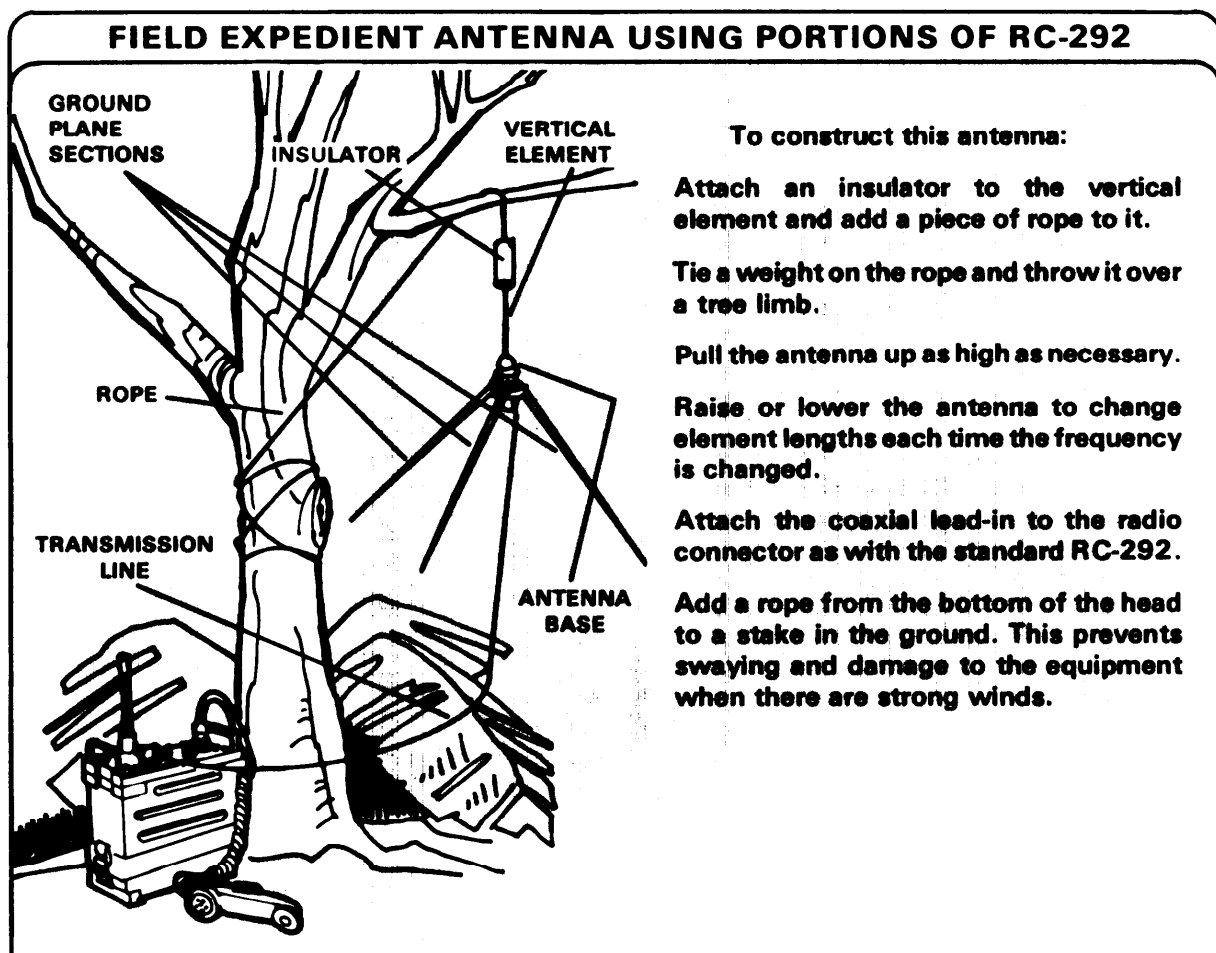 FIELD EXPEDIENT ANTENNA USING PORTIONS OF RC-292
GROUND
PLANE
SECTIONS
INSULATOR
VERTICAL
ELEMENT
ROPE
TRANSMISSION
LINE
ANTENNA
BASE
To construct this antenna:
Attach an insulator to the vertical
element and add a piece of rope to it.
Tie a weight on the rope and throw it over
a tree limb.
Pull the antenna up as high as necessary.
Raise or lower the antenna to change
element lengths each time the frequency
is changed.
Attach the coaxial lead-in to the radio
connector as with the standard RC-292.
Add a rope from the bottom of the head
to a stake in the ground. This prevents
swaying and damage to the equipment
when there are strong winds.